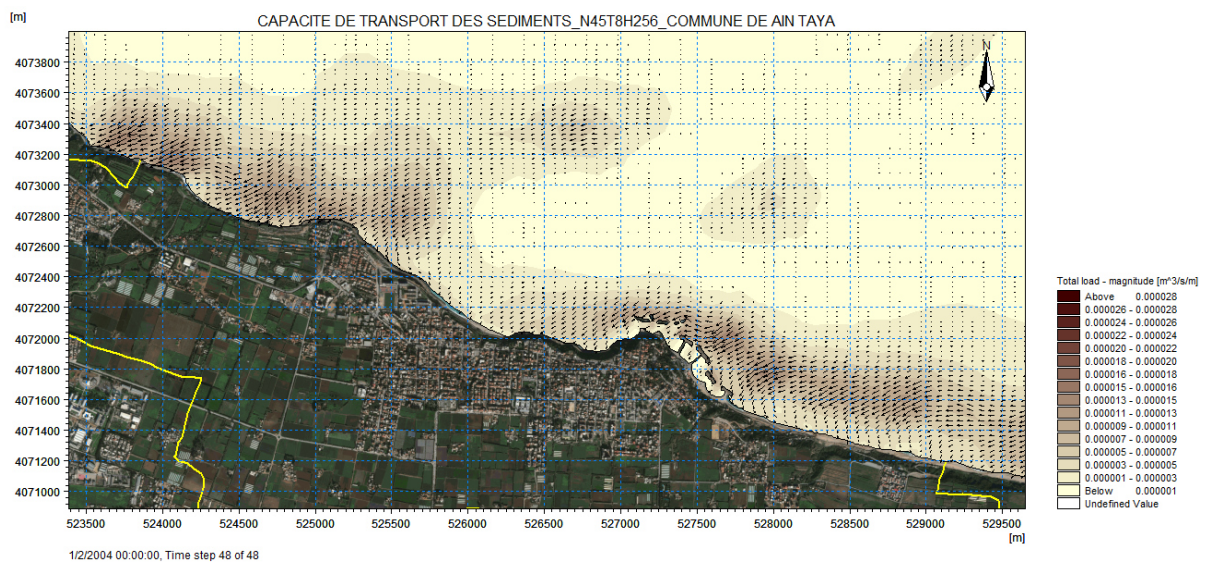 CAPACITE DE TRANSPORT DES SEDIMENTS_N45T8H256_COMMUNE DE AIN TAYA
[m]
N
4073800
4073600
4073400
4073200
4073000
4072800
4072600
4072400
4072200
4072000
4071800
4071600
4071400
4071200
4071000
523500 524000 524500 525000 525500 526000 526500 527000 527500 528000 528500 529000 529500
[m]
1/2/2004 00:00:00, Time step 48 of 48
Total load - magnitude [m^3/s/m]
Above 0.000028
0.000026 - 0.000028
0.000024 - 0.000026
0.000022 - 0.000024
0.000020 - 0.000022
0.000018 - 0.000020
0.000016 - 0.000018
0.000015 - 0.000016
0.000013 - 0.000015
0.000011 - 0.000013
0.000009 - 0.000011
0.000007 - 0.000009
0.000005 - 0.000007
0.000003 - 0.000005
0.000001 - 0.000003
Below 0.000001
Undefined Value